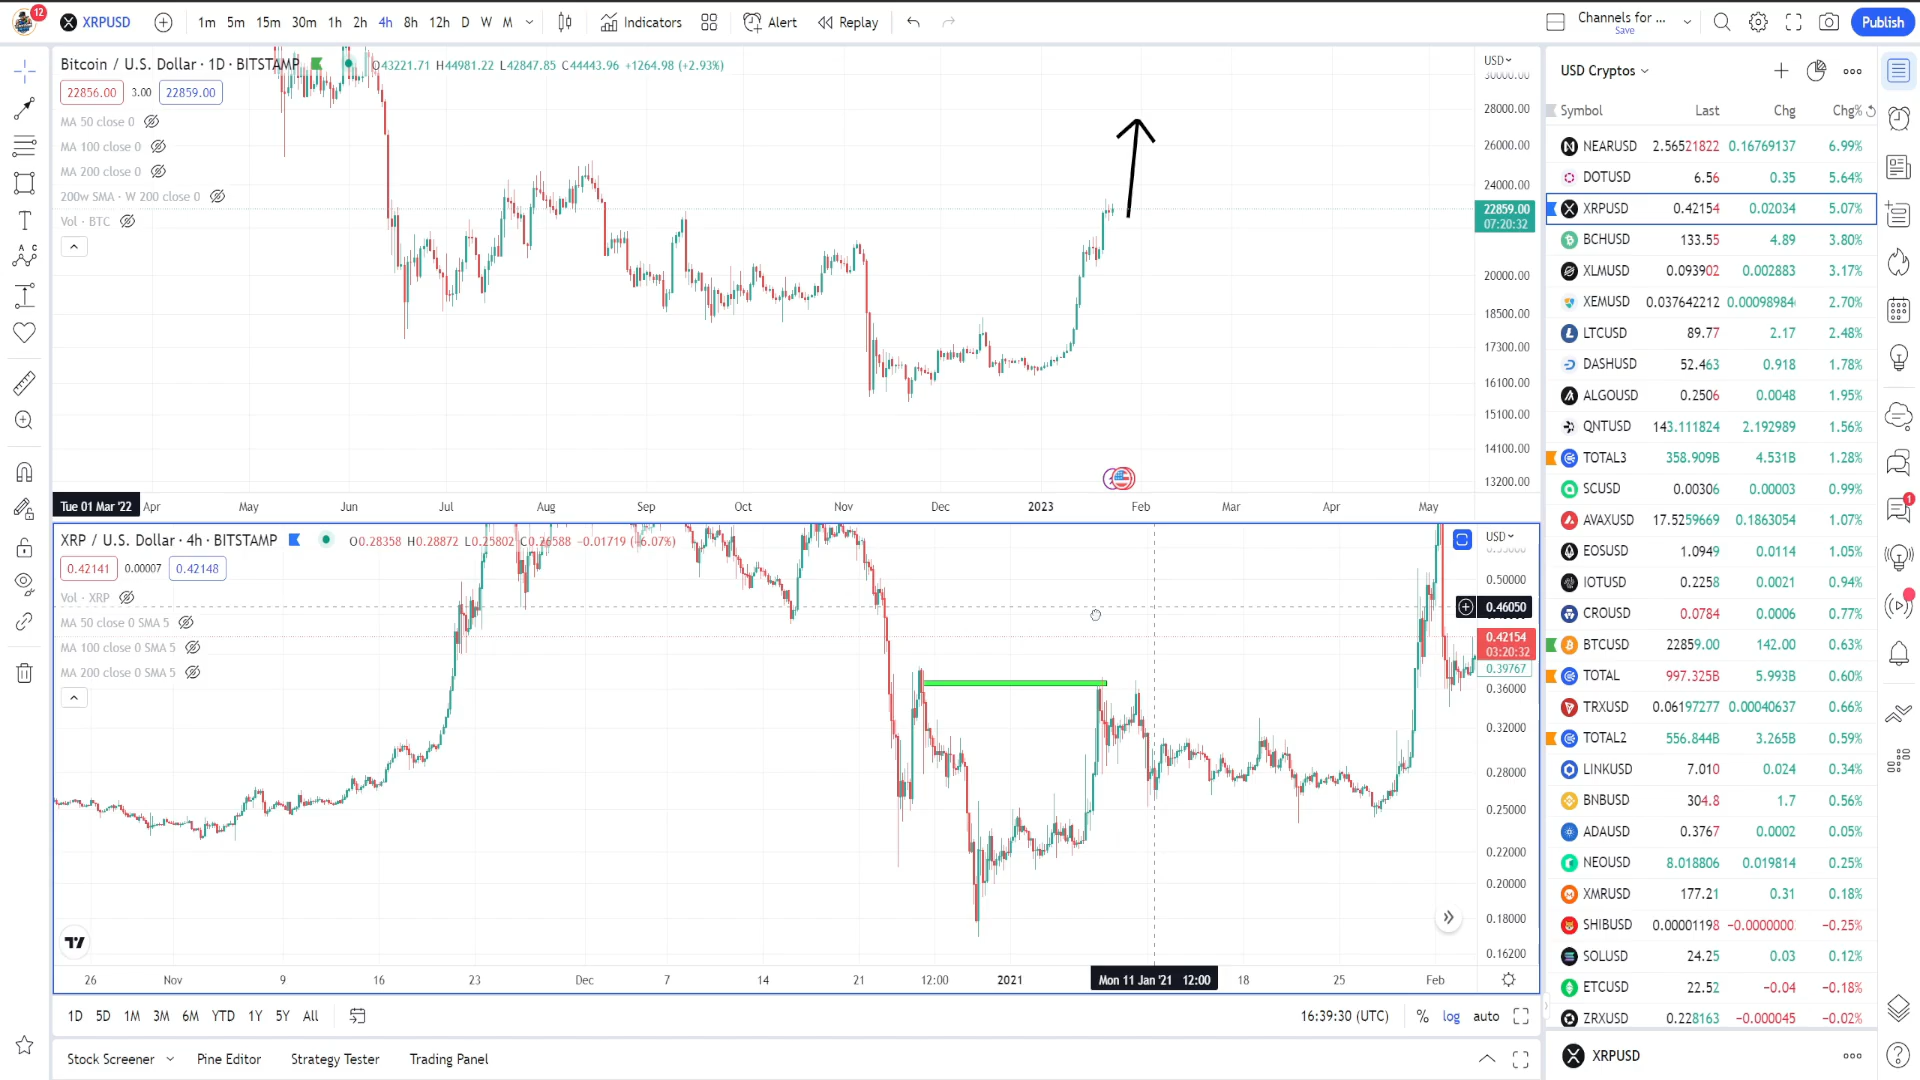 12
XRPUSD
1m 5m 15m 30m 1h 2h 4h 8h 12h D W M
Indicators
Alert
Replay
Channels for ...
Save
Publish
Bitcoin / U.S. Dollar · 1D · BITSTAMP
O43221.71 H44981.22 L42847.85 C44443.96 +1264.98 (+2.93%)
22856.00 3.00 22859.00
MA 50 close 0
MA 100 close 0
MA 200 close 0
200w SMA · W 200 close 0
Vol · BTC
USD
30000.00
28000.00
26000.00
24000.00
22859.00
07:20:32
20000.00
18500.00
17300.00
16100.00
15100.00
14100.00
13200.00
Tue 01 Mar '22 Apr May Jun Jul Aug Sep Oct Nov Dec 2023 Feb Mar Apr May
XRP / U.S. Dollar · 4h · BITSTAMP
O0.28358 H0.28872 L0.25802 C0.26588 −0.01719 (−6.07%)
0.42141 0.00007 0.42148
Vol · XRP
MA 50 close 0 SMA 5
MA 100 close 0 SMA 5
MA 200 close 0 SMA 5
USD
0.50000
0.46050
0.42154
03:20:32
0.39767
0.36000
0.32000
0.28000
0.25000
0.22000
0.20000
0.18000
0.16200
26 Nov 9 16 23 Dec 7 14 21 12:00 2021 Mon 11 Jan '21 12:00 18 25 Feb
1D 5D 1M 3M 6M YTD 1Y 5Y All
16:39:30 (UTC) % log auto
Stock Screener Pine Editor Strategy Tester Trading Panel
USD Cryptos
Symbol Last Chg Chg%
NEARUSD 2.56521822 0.16769137 6.99%
DOTUSD 6.56 0.35 5.64%
XRPUSD 0.42154 0.02034 5.07%
BCHUSD 133.55 4.89 3.80%
XLMUSD 0.093902 0.002883 3.17%
XEMUSD 0.037642212 0.00098984 2.70%
LTCUSD 89.77 2.17 2.48%
DASHUSD 52.463 0.918 1.78%
ALGOUSD 0.2506 0.0048 1.95%
QNTUSD 143.111824 2.192989 1.56%
TOTAL3 358.909B 4.531B 1.28%
SCUSD 0.00306 0.00003 0.99%
AVAXUSD 17.5259669 0.1863054 1.07%
EOSUSD 1.0949 0.0114 1.05%
IOTUSD 0.2258 0.0021 0.94%
CROUSD 0.0784 0.0006 0.77%
BTCUSD 22859.00 142.00 0.63%
TOTAL 997.325B 5.993B 0.60%
TRXUSD 0.06197277 0.00040637 0.66%
TOTAL2 556.844B 3.265B 0.59%
LINKUSD 7.010 0.024 0.34%
BNBUSD 304.8 1.7 0.56%
ADAUSD 0.3767 0.0002 0.05%
NEOUSD 8.018806 0.019814 0.25%
XMRUSD 177.21 0.31 0.18%
SHIBUSD 0.00001198 −0.0000000 −0.25%
SOLUSD 24.25 0.03 0.12%
ETCUSD 22.52 −0.04 −0.18%
ZRXUSD 0.228163 −0.000045 −0.02%
XRPUSD
1